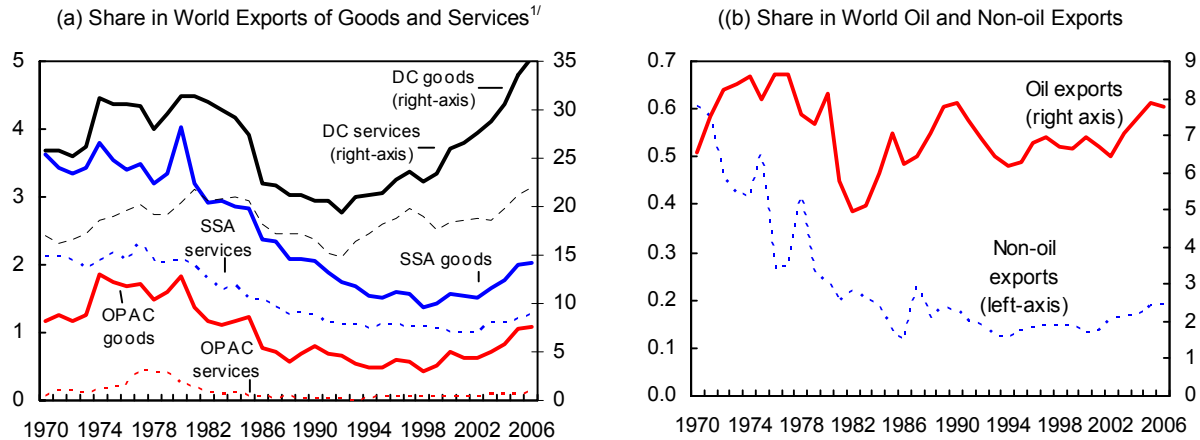 (a) Share in World Exports of Goods and Services1/
5
4
3
2
1
0
35
30
25
20
15
10
5
0
DC goods
(right-axis)
DC services
(right-axis)
SSA
services
SSA goods
OPAC
goods
OPAC
services
1970 1974 1978 1982 1986 1990 1994 1998 2002 2006
((b) Share in World Oil and Non-oil Exports
0.7
0.6
0.5
0.4
0.3
0.2
0.1
0.0
9
8
7
6
5
4
3
2
1
0
Oil exports
(right axis)
Non-oil
exports
(left-axis)
1970 1974 1978 1982 1986 1990 1994 1998 2002 2006